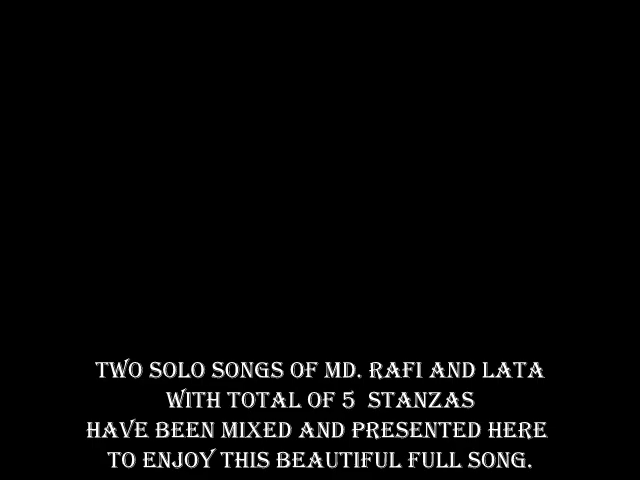 TWO SOLO SONGS OF MD. RAFI AND LATA
WITH TOTAL OF 5 STANZAS
HAVE BEEN MIXED AND PRESENTED HERE
TO ENJOY THIS BEAUTIFUL FULL SONG.